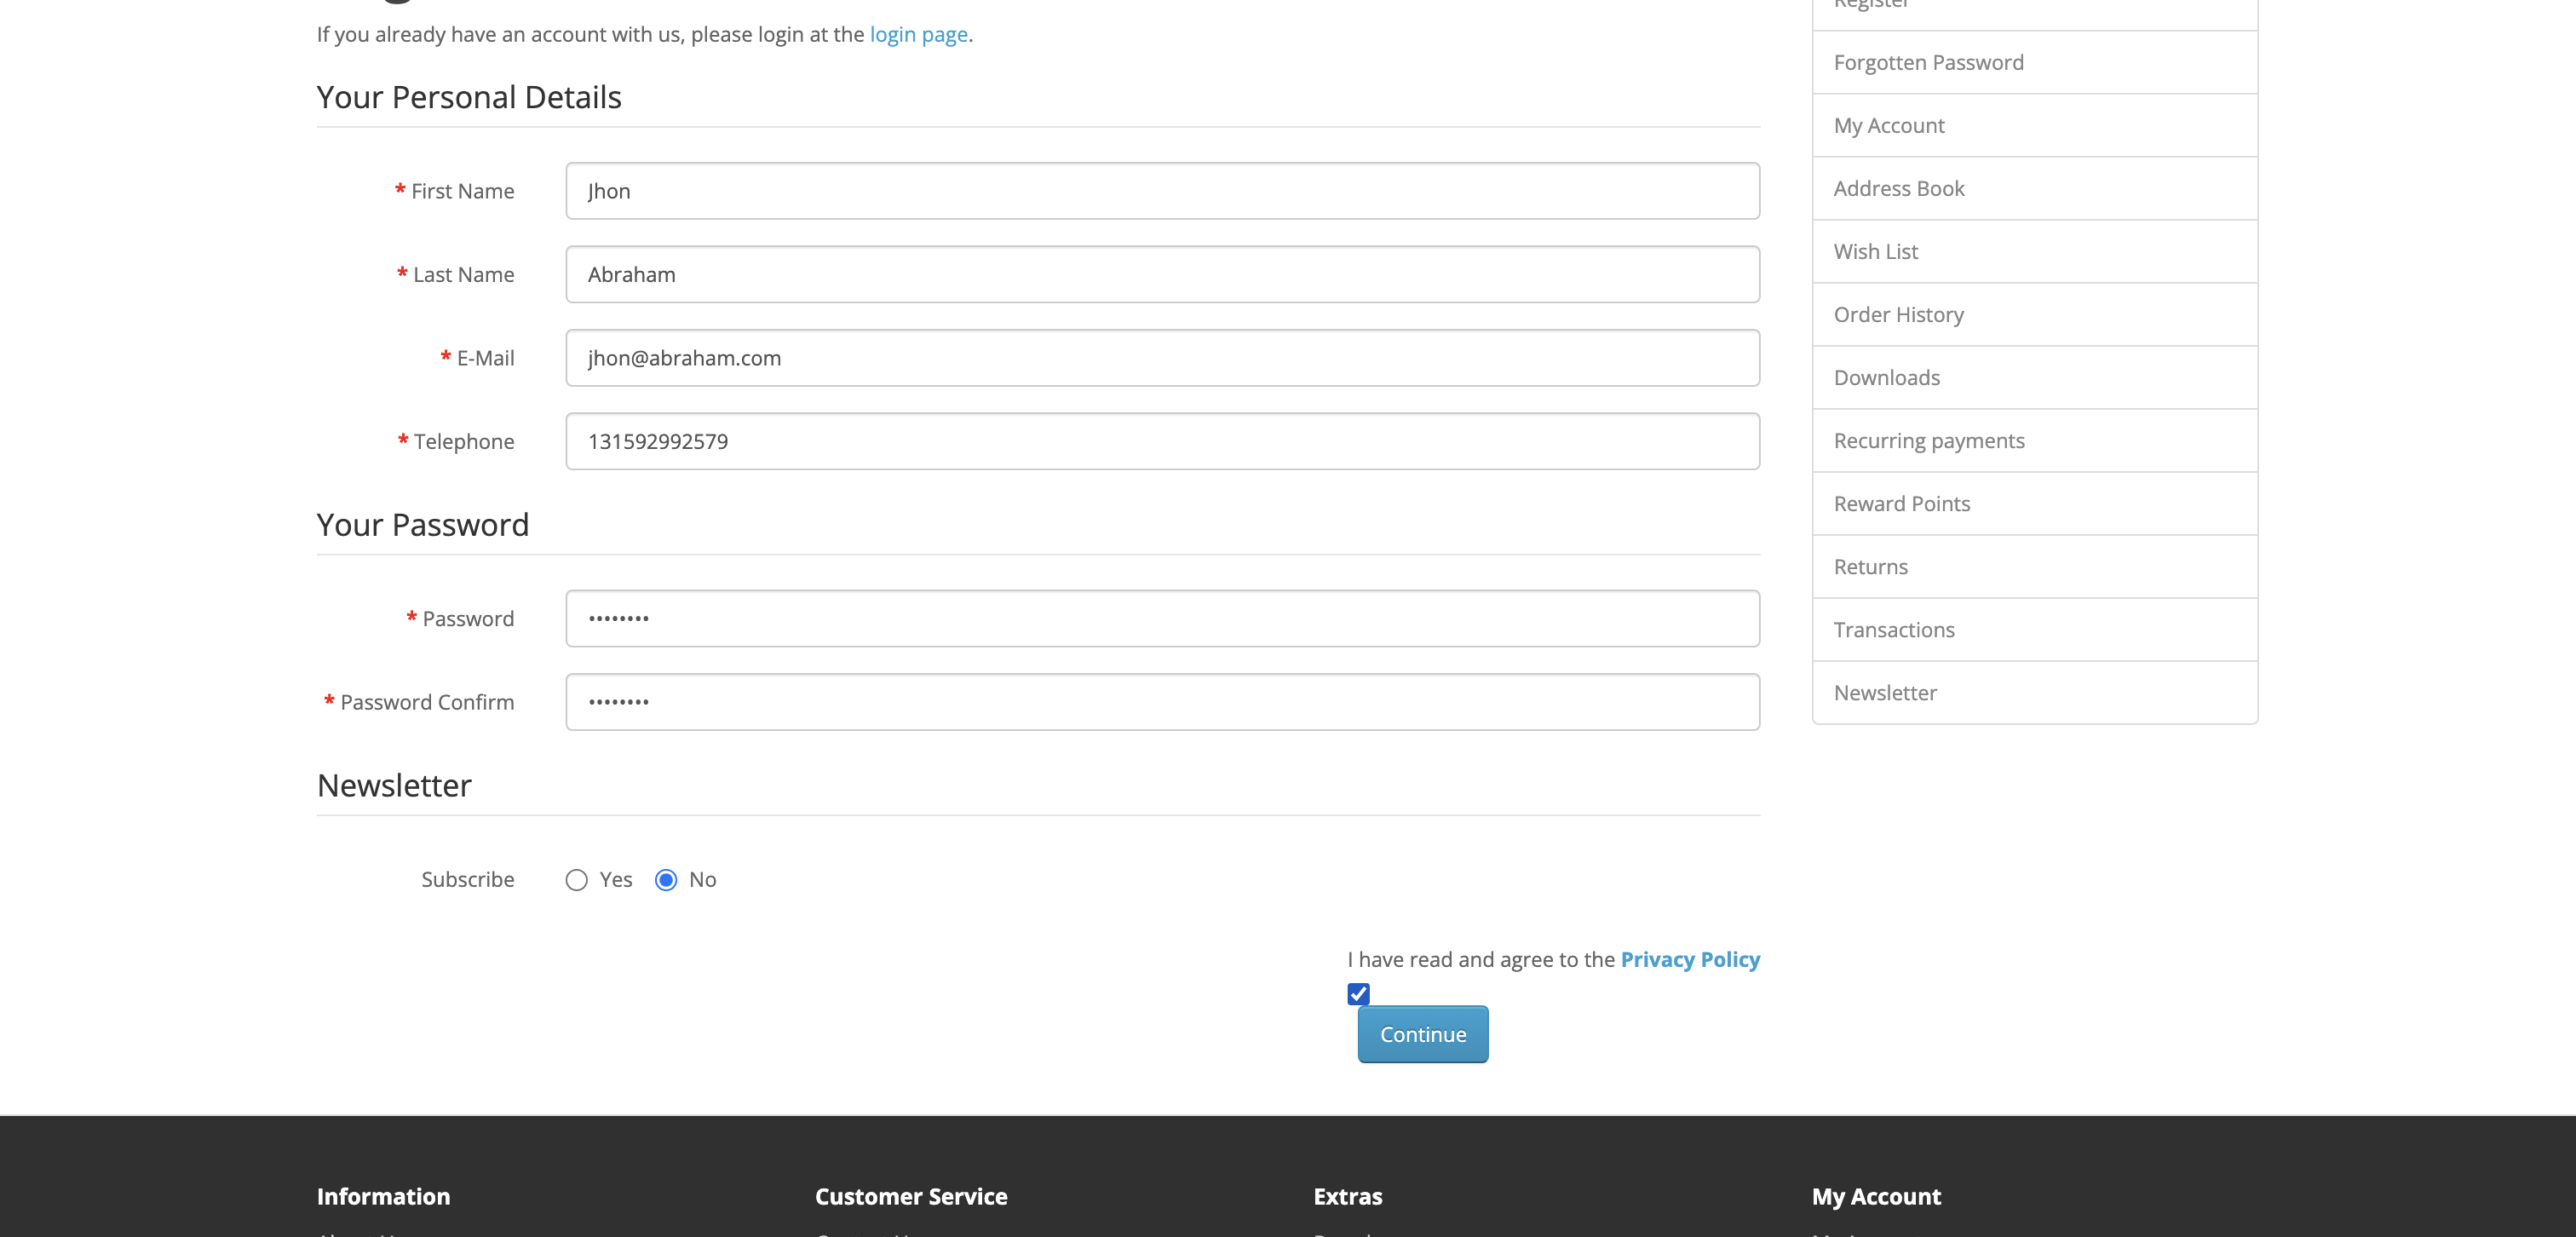 If you already have an account with us, please login at the login page.
Your Personal Details
* First Name
Jhon
* Last Name
Abraham
* E-Mail
jhon@abraham.com
* Telephone
131592992579
Your Password
* Password
••••••••
* Password Confirm
••••••••
Newsletter
Subscribe
Yes
No
I have read and agree to the Privacy Policy
Continue
Register
Forgotten Password
My Account
Address Book
Wish List
Order History
Downloads
Recurring payments
Reward Points
Returns
Transactions
Newsletter
Information
Customer Service
Extras
My Account